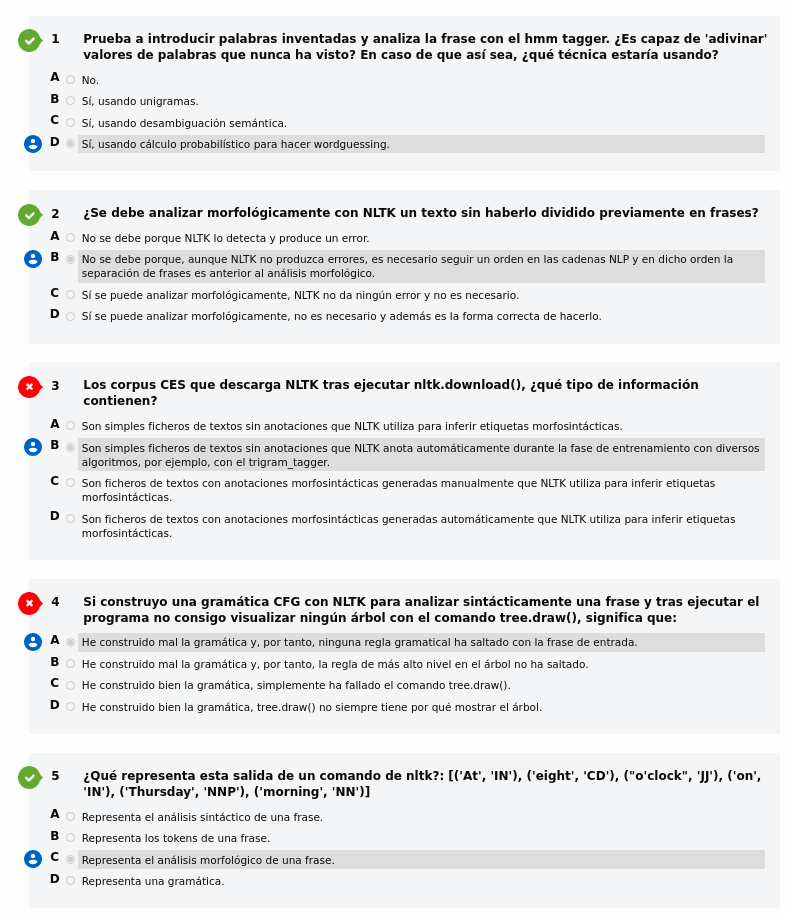 1 Prueba a introducir palabras inventadas y analiza la frase con el hmm tagger. ¿Es capaz de 'adivinar'
valores de palabras que nunca ha visto? En caso de que así sea, ¿qué técnica estaría usando?
A No.
B Sí, usando unigramas.
C Sí, usando desambiguación semántica.
D Sí, usando cálculo probabilístico para hacer wordguessing.
2 ¿Se debe analizar morfológicamente con NLTK un texto sin haberlo dividido previamente en frases?
A No se debe porque NLTK lo detecta y produce un error.
B No se debe porque, aunque NLTK no produzca errores, es necesario seguir un orden en las cadenas NLP y en dicho orden la
separación de frases es anterior al análisis morfológico.
C Sí se puede analizar morfológicamente, NLTK no da ningún error y no es necesario.
D Sí se puede analizar morfológicamente, no es necesario y además es la forma correcta de hacerlo.
3 Los corpus CES que descarga NLTK tras ejecutar nltk.download(), ¿qué tipo de información
contienen?
A Son simples ficheros de textos sin anotaciones que NLTK utiliza para inferir etiquetas morfosintácticas.
B Son simples ficheros de textos sin anotaciones que NLTK anota automáticamente durante la fase de entrenamiento con diversos
algoritmos, por ejemplo, con el trigram_tagger.
C Son ficheros de textos con anotaciones morfosintácticas generadas manualmente que NLTK utiliza para inferir etiquetas
morfosintácticas.
D Son ficheros de textos con anotaciones morfosintácticas generadas automáticamente que NLTK utiliza para inferir etiquetas
morfosintácticas.
4 Si construyo una gramática CFG con NLTK para analizar sintácticamente una frase y tras ejecutar el
programa no consigo visualizar ningún árbol con el comando tree.draw(), significa que:
A He construido mal la gramática y, por tanto, ninguna regla gramatical ha saltado con la frase de entrada.
B He construido mal la gramática y, por tanto, la regla de más alto nivel en el árbol no ha saltado.
C He construido bien la gramática, simplemente ha fallado el comando tree.draw().
D He construido bien la gramática, tree.draw() no siempre tiene por qué mostrar el árbol.
5 ¿Qué representa esta salida de un comando de nltk?: [('At', 'IN'), ('eight', 'CD'), ("o'clock", 'JJ'), ('on',
'IN'), ('Thursday', 'NNP'), ('morning', 'NN')]
A Representa el análisis sintáctico de una frase.
B Representa los tokens de una frase.
C Representa el análisis morfológico de una frase.
D Representa una gramática.